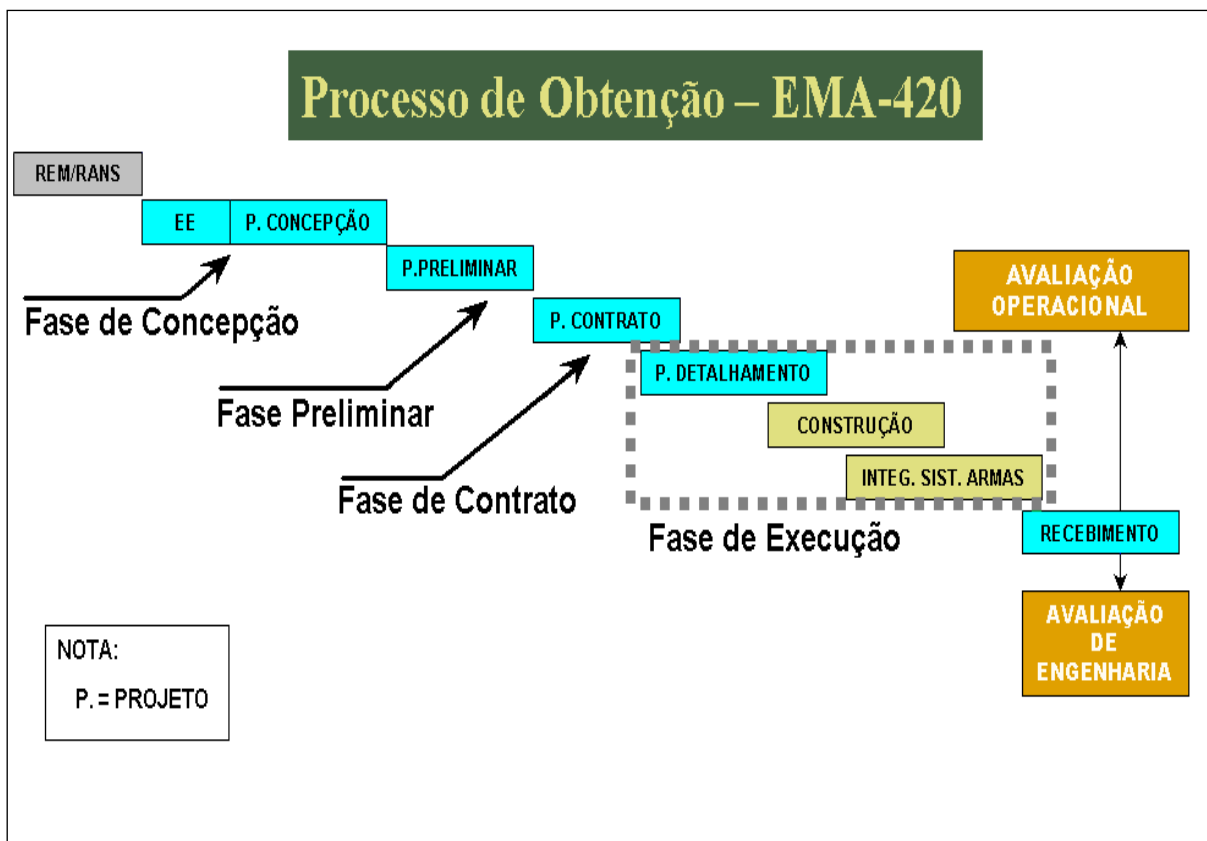 Processo de Obtenção – EMA-420
REM/RANS
EE
P. CONCEPÇÃO
P.PRELIMINAR
Fase de Concepção
P. CONTRATO
Fase Preliminar
P. DETALHAMENTO
CONSTRUÇÃO
INTEG. SIST. ARMAS
Fase de Contrato
Fase de Execução
AVALIAÇÃO
OPERACIONAL
RECEBIMENTO
AVALIAÇÃO
DE
ENGENHARIA
NOTA:
P. = PROJETO